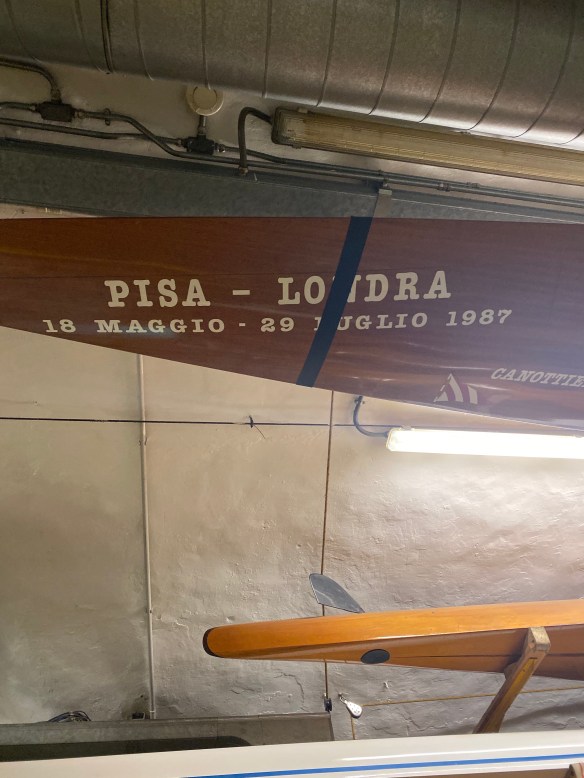 PISA - LONDRA
18 MAGGIO - 29 LUGLIO 1987
CANOTTIE